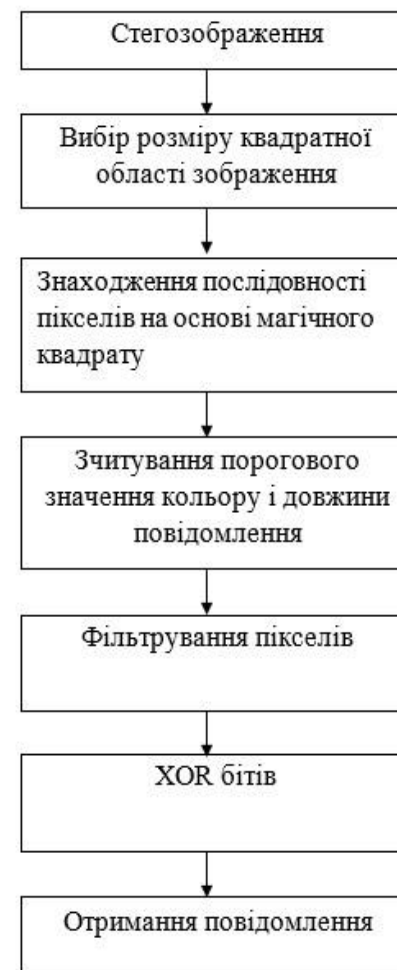 Стегозображення
Вибір розміру квадратної
області зображення
Знаходження послідовності
пікселів на основі магічного
квадрату
Зчитування порогового
значення кольору і довжини
повідомлення
Фільтрування пікселів
XOR бітів
Отримання повідомлення